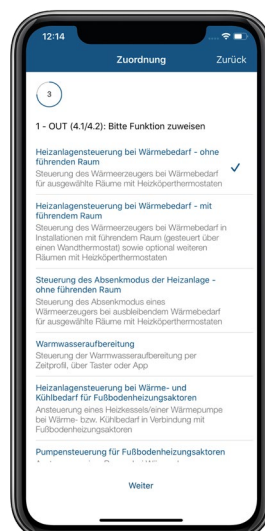 12:14
Zuordnung Zurück
3
1 - OUT (4.1/4.2): Bitte Funktion zuweisen
Heizanlagensteuerung bei Wärmebedarf - ohne
führenden Raum
Steuerung des Wärmeerzeugers bei Wärmebedarf
für ausgewählte Räume mit Heizköperthermostaten
Heizanlagensteuerung bei Wärmebedarf - mit
führendem Raum
Steuerung des Wärmeerzeugers bei Wärmebedarf in
Installationen mit führendem Raum (gesteuert über
einen Wandthermostat) sowie optional weiteren
Räumen mit Heizköperthermostaten
Steuerung des Absenkmodus der Heizanlage -
ohne führenden Raum
Steuerung des Absenkmodus eines
Wärmeerzeugers bei ausbleibendem Wärmebedarf
für ausgewählte Räume mit Heizköperthermostaten
Warmwasseraufbereitung
Steuerung der Warmwasseraufbereitung per
Zeitprofil, über Taster oder App
Heizanlagensteuerung bei Wärme- und
Kühlbedarf für Fußbodenheizungsaktoren
Ansteuerung eines Heizkessels/einer Wärmepumpe
bei Wärme- bzw. Kühlbedarf in Verbindung mit
Fußbodenheizungsaktoren
Pumpensteuerung für Fußbodenheizungsaktoren
Weiter